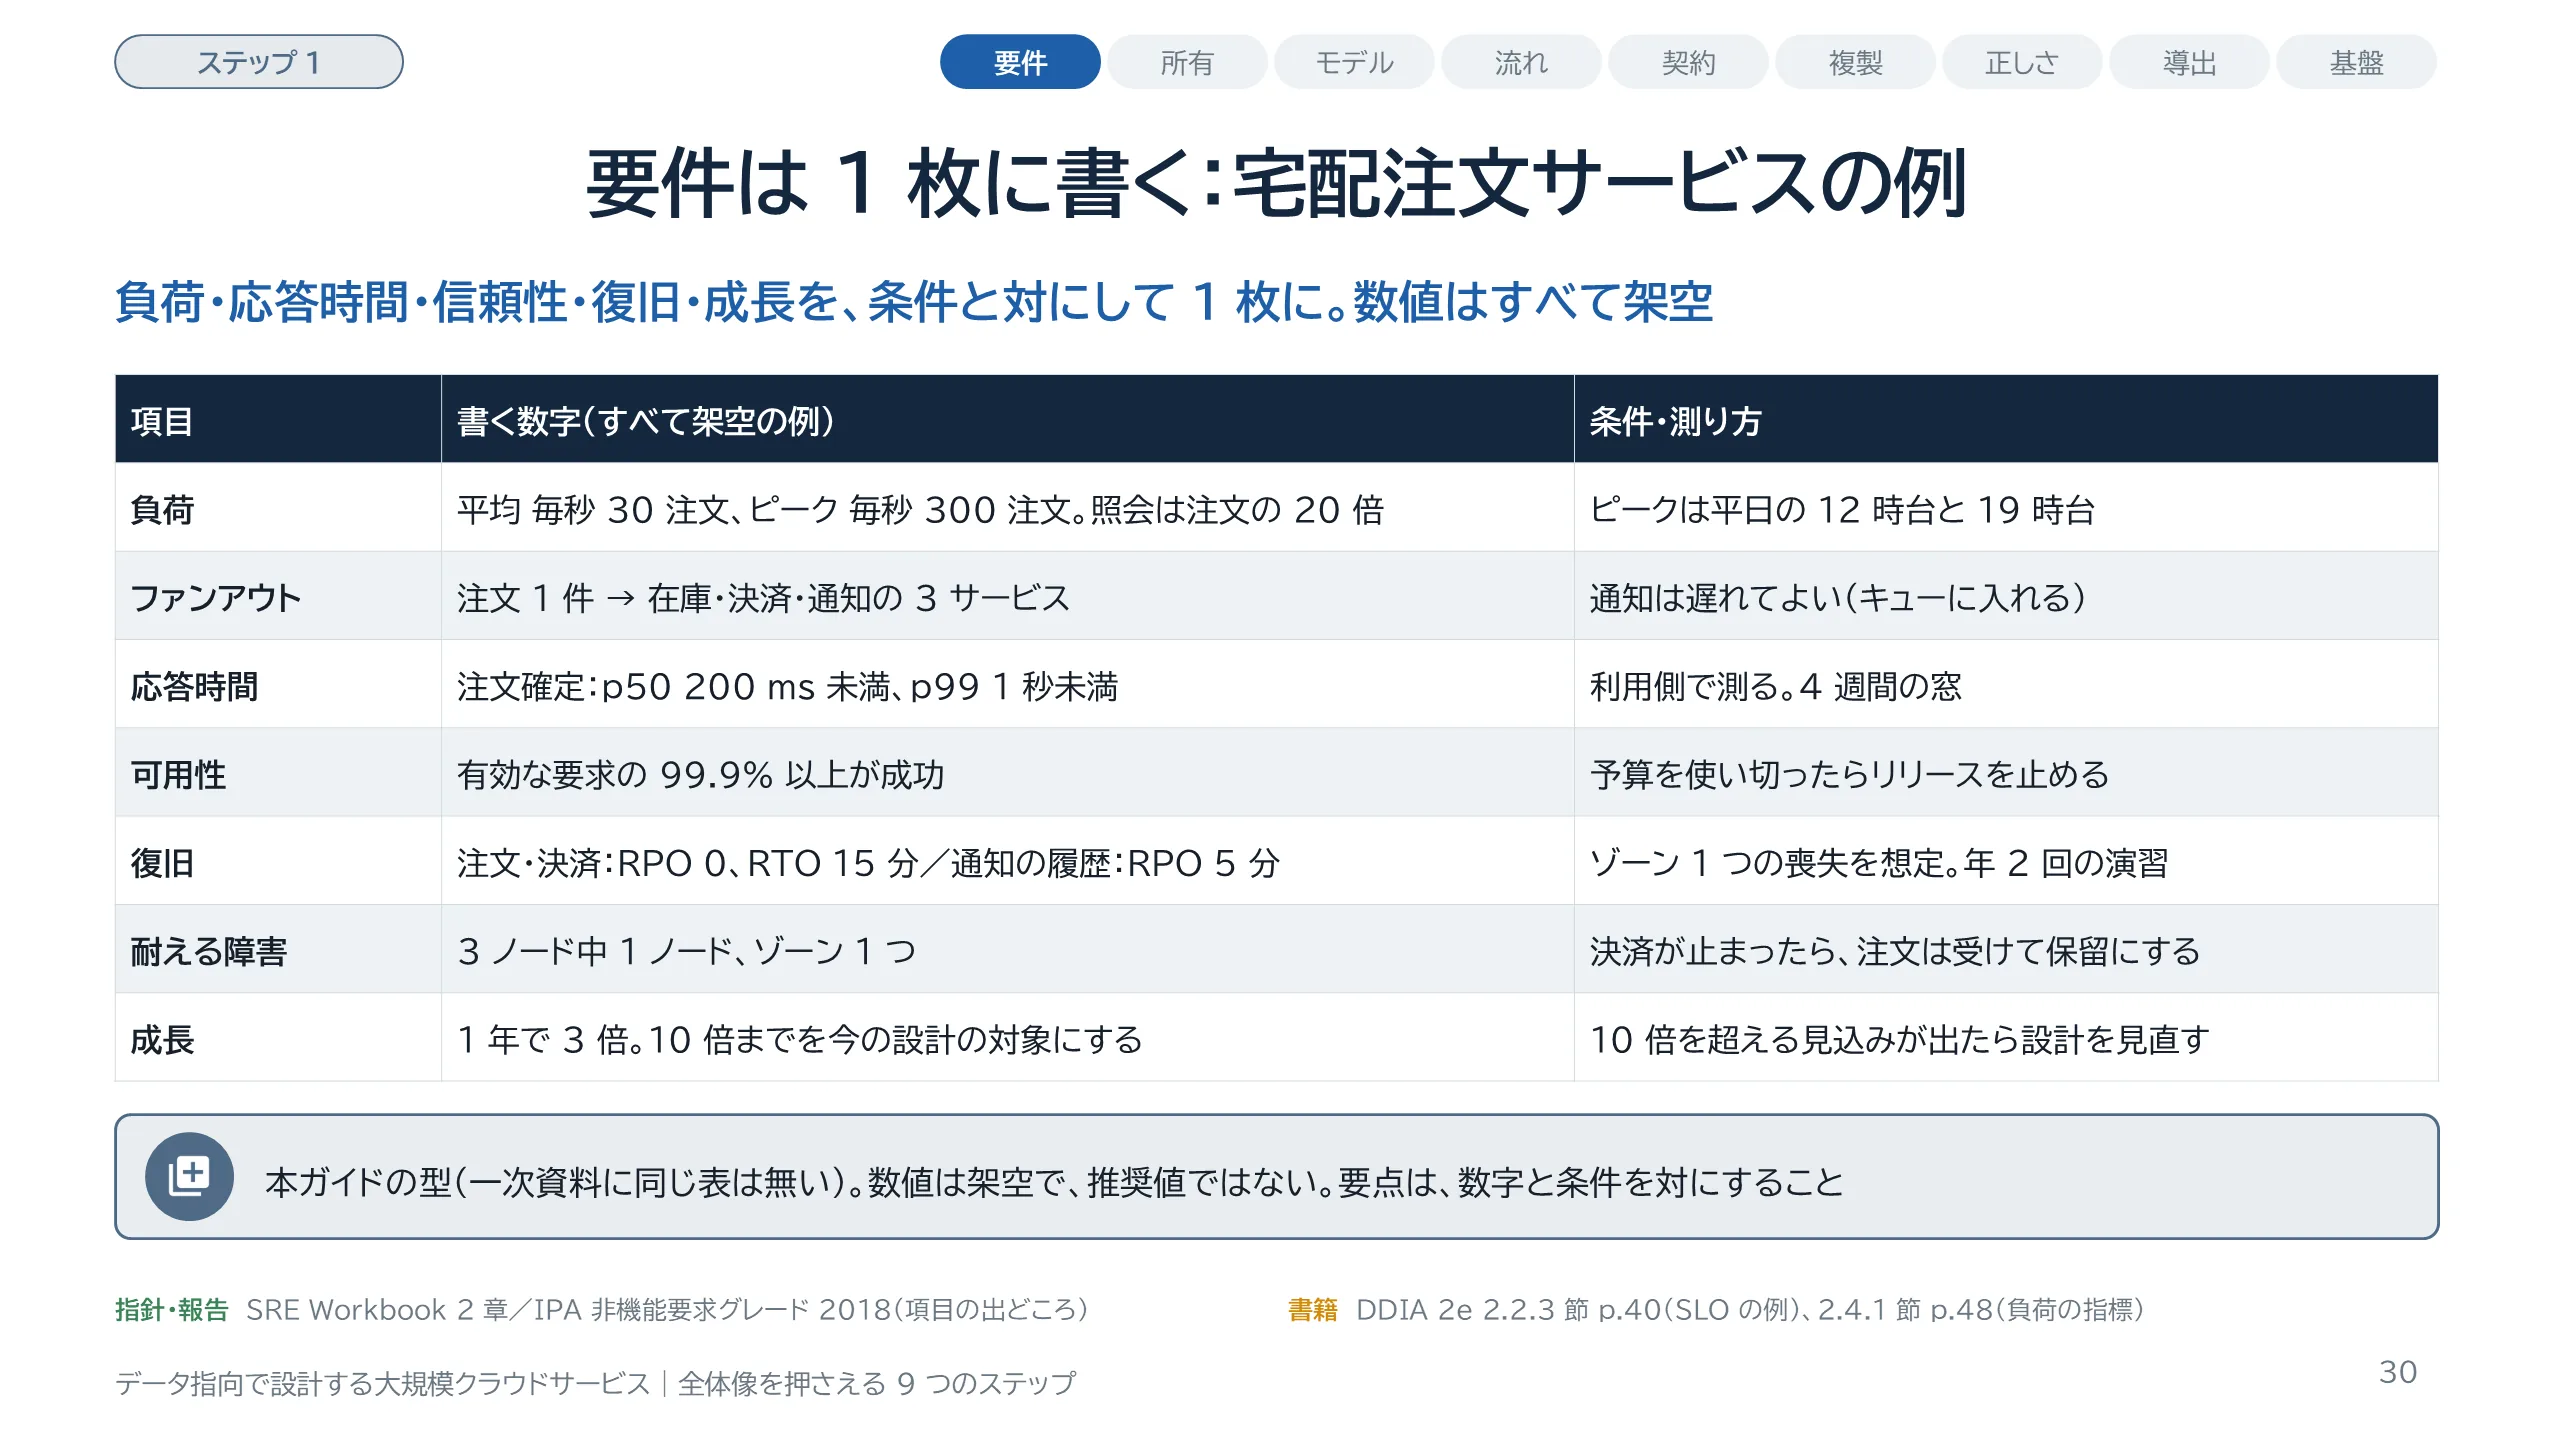 ステップ 1
要件 所有 モデル 流れ 契約 複製 正しさ 導出 基盤
要件は 1 枚に書く：宅配注文サービスの例
負荷・応答時間・信頼性・復旧・成長を、条件と対にして 1 枚に。数値はすべて架空
項目 書く数字（すべて架空の例） 条件・測り方
負荷 平均 毎秒 30 注文、ピーク 毎秒 300 注文。照会は注文の 20 倍 ピークは平日の 12 時台と 19 時台
ファンアウト 注文 1 件 → 在庫・決済・通知の 3 サービス 通知は遅れてよい（キューに入れる）
応答時間 注文確定：p50 200 ms 未満、p99 1 秒未満 利用側で測る。4 週間の窓
可用性 有効な要求の 99.9% 以上が成功 予算を使い切ったらリリースを止める
復旧 注文・決済：RPO 0、RTO 15 分／通知の履歴：RPO 5 分 ゾーン 1 つの喪失を想定。年 2 回の演習
耐える障害 3 ノード中 1 ノード、ゾーン 1 つ 決済が止まったら、注文は受けて保留にする
成長 1 年で 3 倍。10 倍までを今の設計の対象にする 10 倍を超える見込みが出たら設計を見直す
本ガイドの型（一次資料に同じ表は無い）。数値は架空で、推奨値ではない。要点は、数字と条件を対にすること
指針・報告 SRE Workbook 2 章／IPA 非機能要求グレード 2018（項目の出どころ） 書籍 DDIA 2e 2.2.3 節 p.40（SLO の例）、2.4.1 節 p.48（負荷の指標）
データ指向で設計する大規模クラウドサービス｜全体像を押さえる 9 つのステップ
30